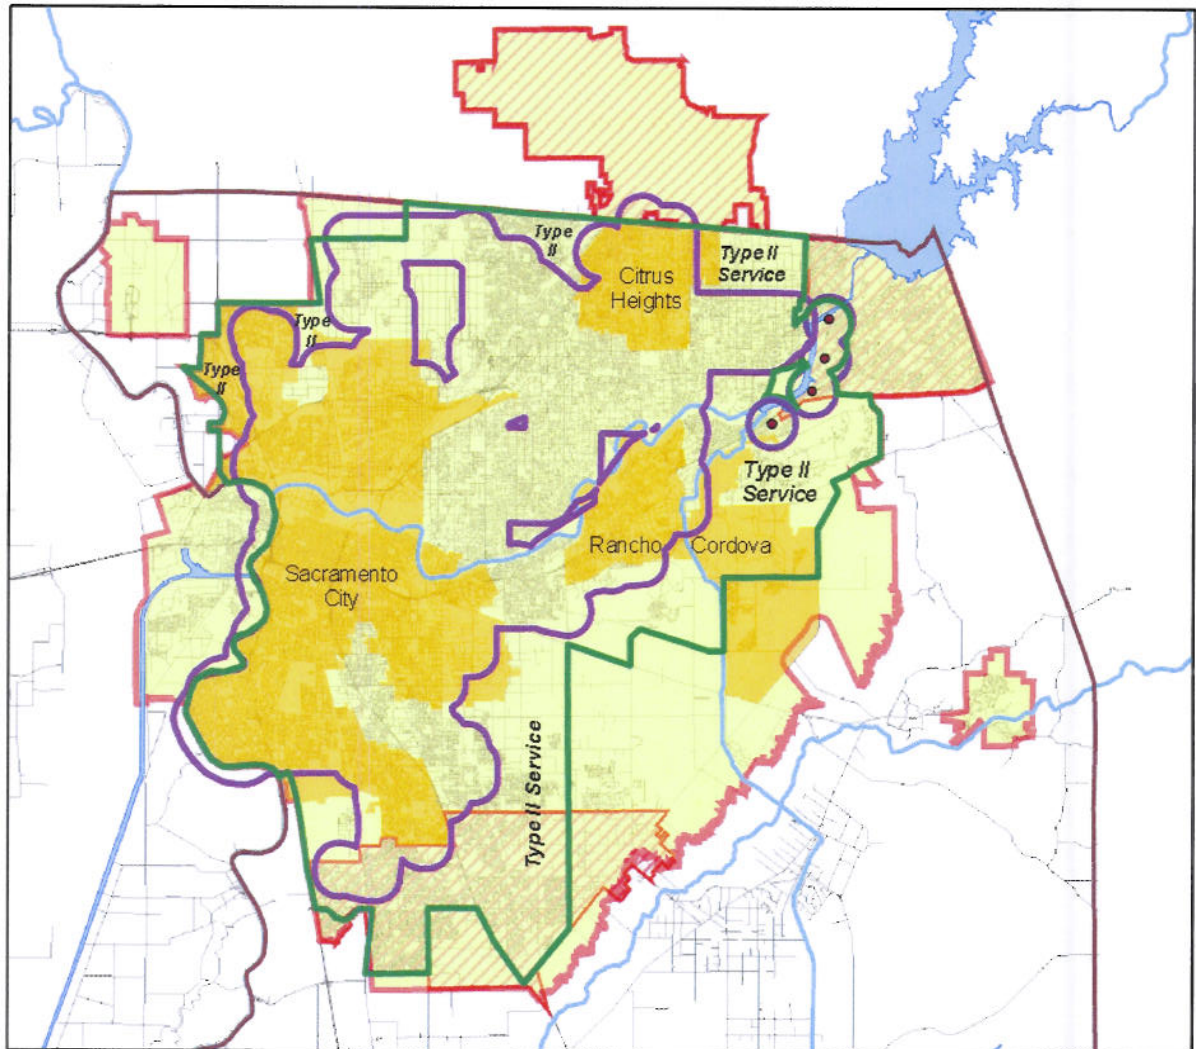 Type
II
Type II
Service
Citrus
Heights
Type
II
Type
II
Type II
Service
Rancho Cordova
Sacramento
City
Type II Service